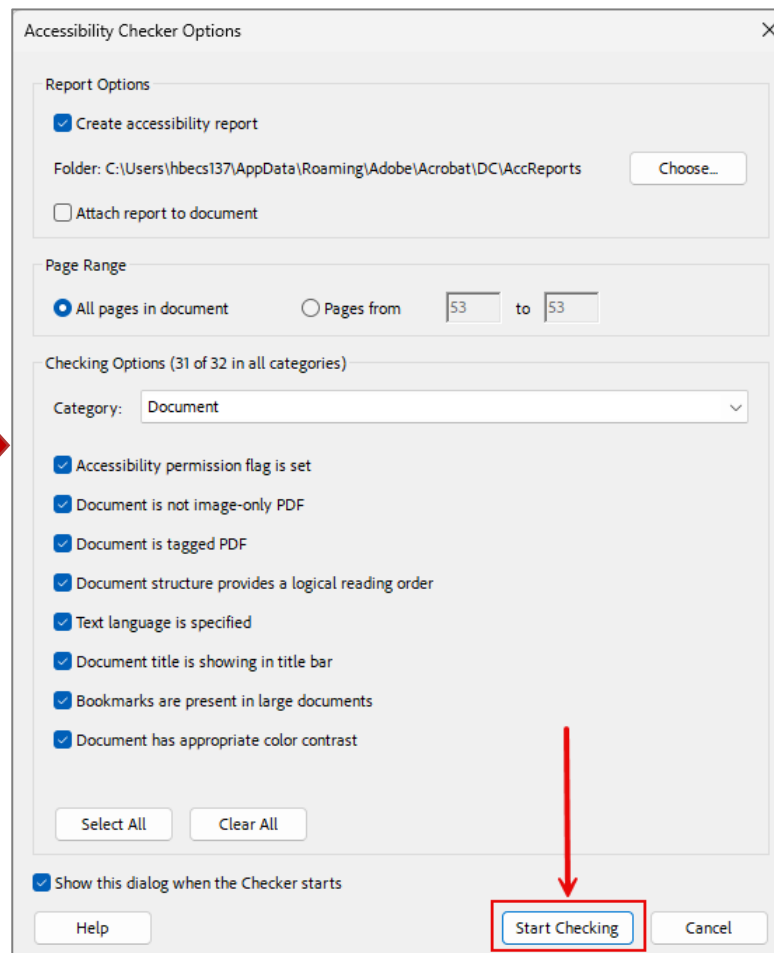 Accessibility Checker Options
Report Options
Create accessibility report
Folder: C:\Users\hbecs137\AppData\Roaming\Adobe\Acrobat\DC\AccReports Choose...
Attach report to document
Page Range
All pages in document Pages from 53 to 53
Checking Options (31 of 32 in all categories)
Category: Document
Accessibility permission flag is set
Document is not image-only PDF
Document is tagged PDF
Document structure provides a logical reading order
Text language is specified
Document title is showing in title bar
Bookmarks are present in large documents
Document has appropriate color contrast
Select All Clear All
Show this dialog when the Checker starts
Help Start Checking Cancel